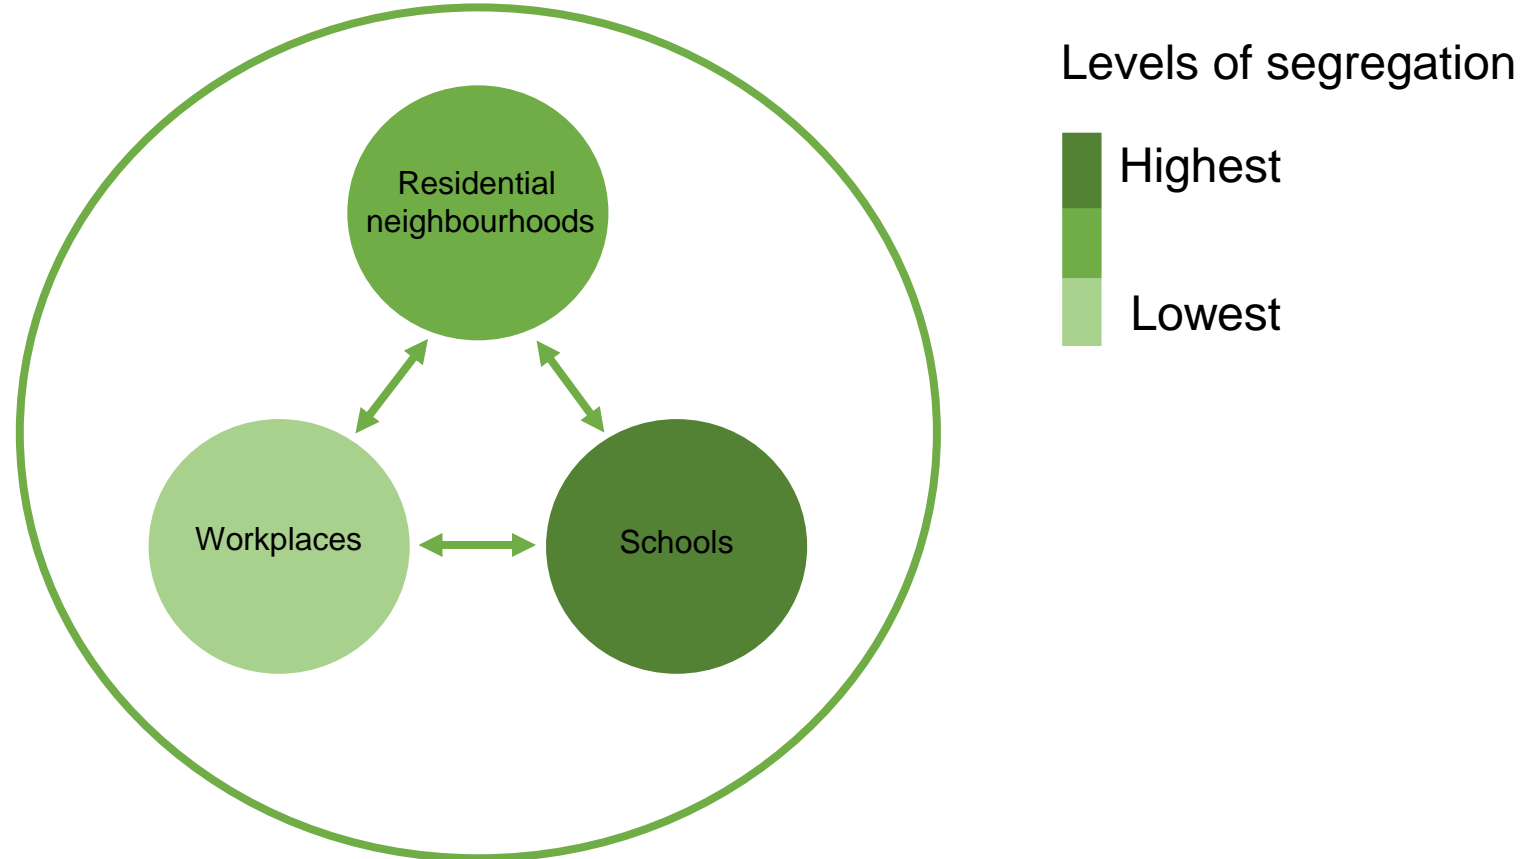 Levels of segregation
Highest
Lowest
Residential
neighbourhoods
Workplaces
Schools